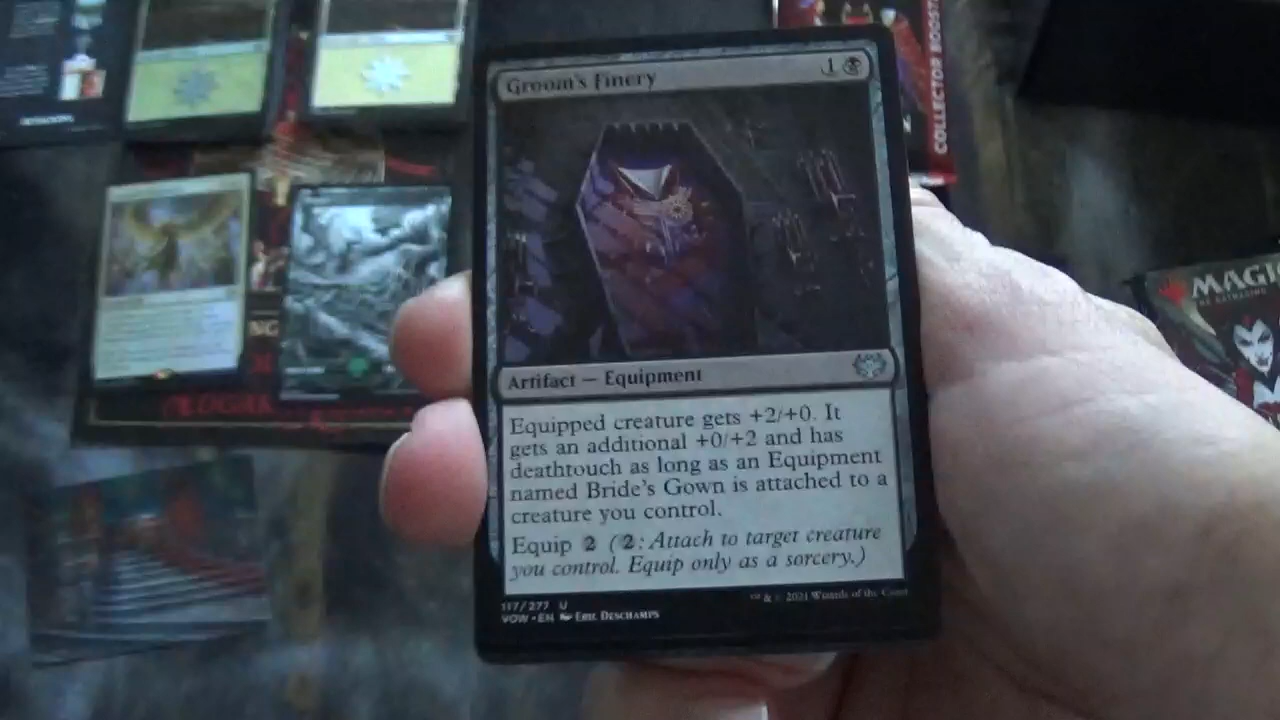 Groom's Finery 1
Artifact — Equipment
Equipped creature gets +2/+0. It
gets an additional +0/+2 and has
deathtouch as long as an Equipment
named Bride's Gown is attached to a
creature you control.
Equip 2 (2: Attach to target creature
you control. Equip only as a sorcery.)
117/277 U
VOW • EN Eric Deschamps
™ & © 2021 Wizards of the Coast
COLLECTOR BOOST
MAGIC